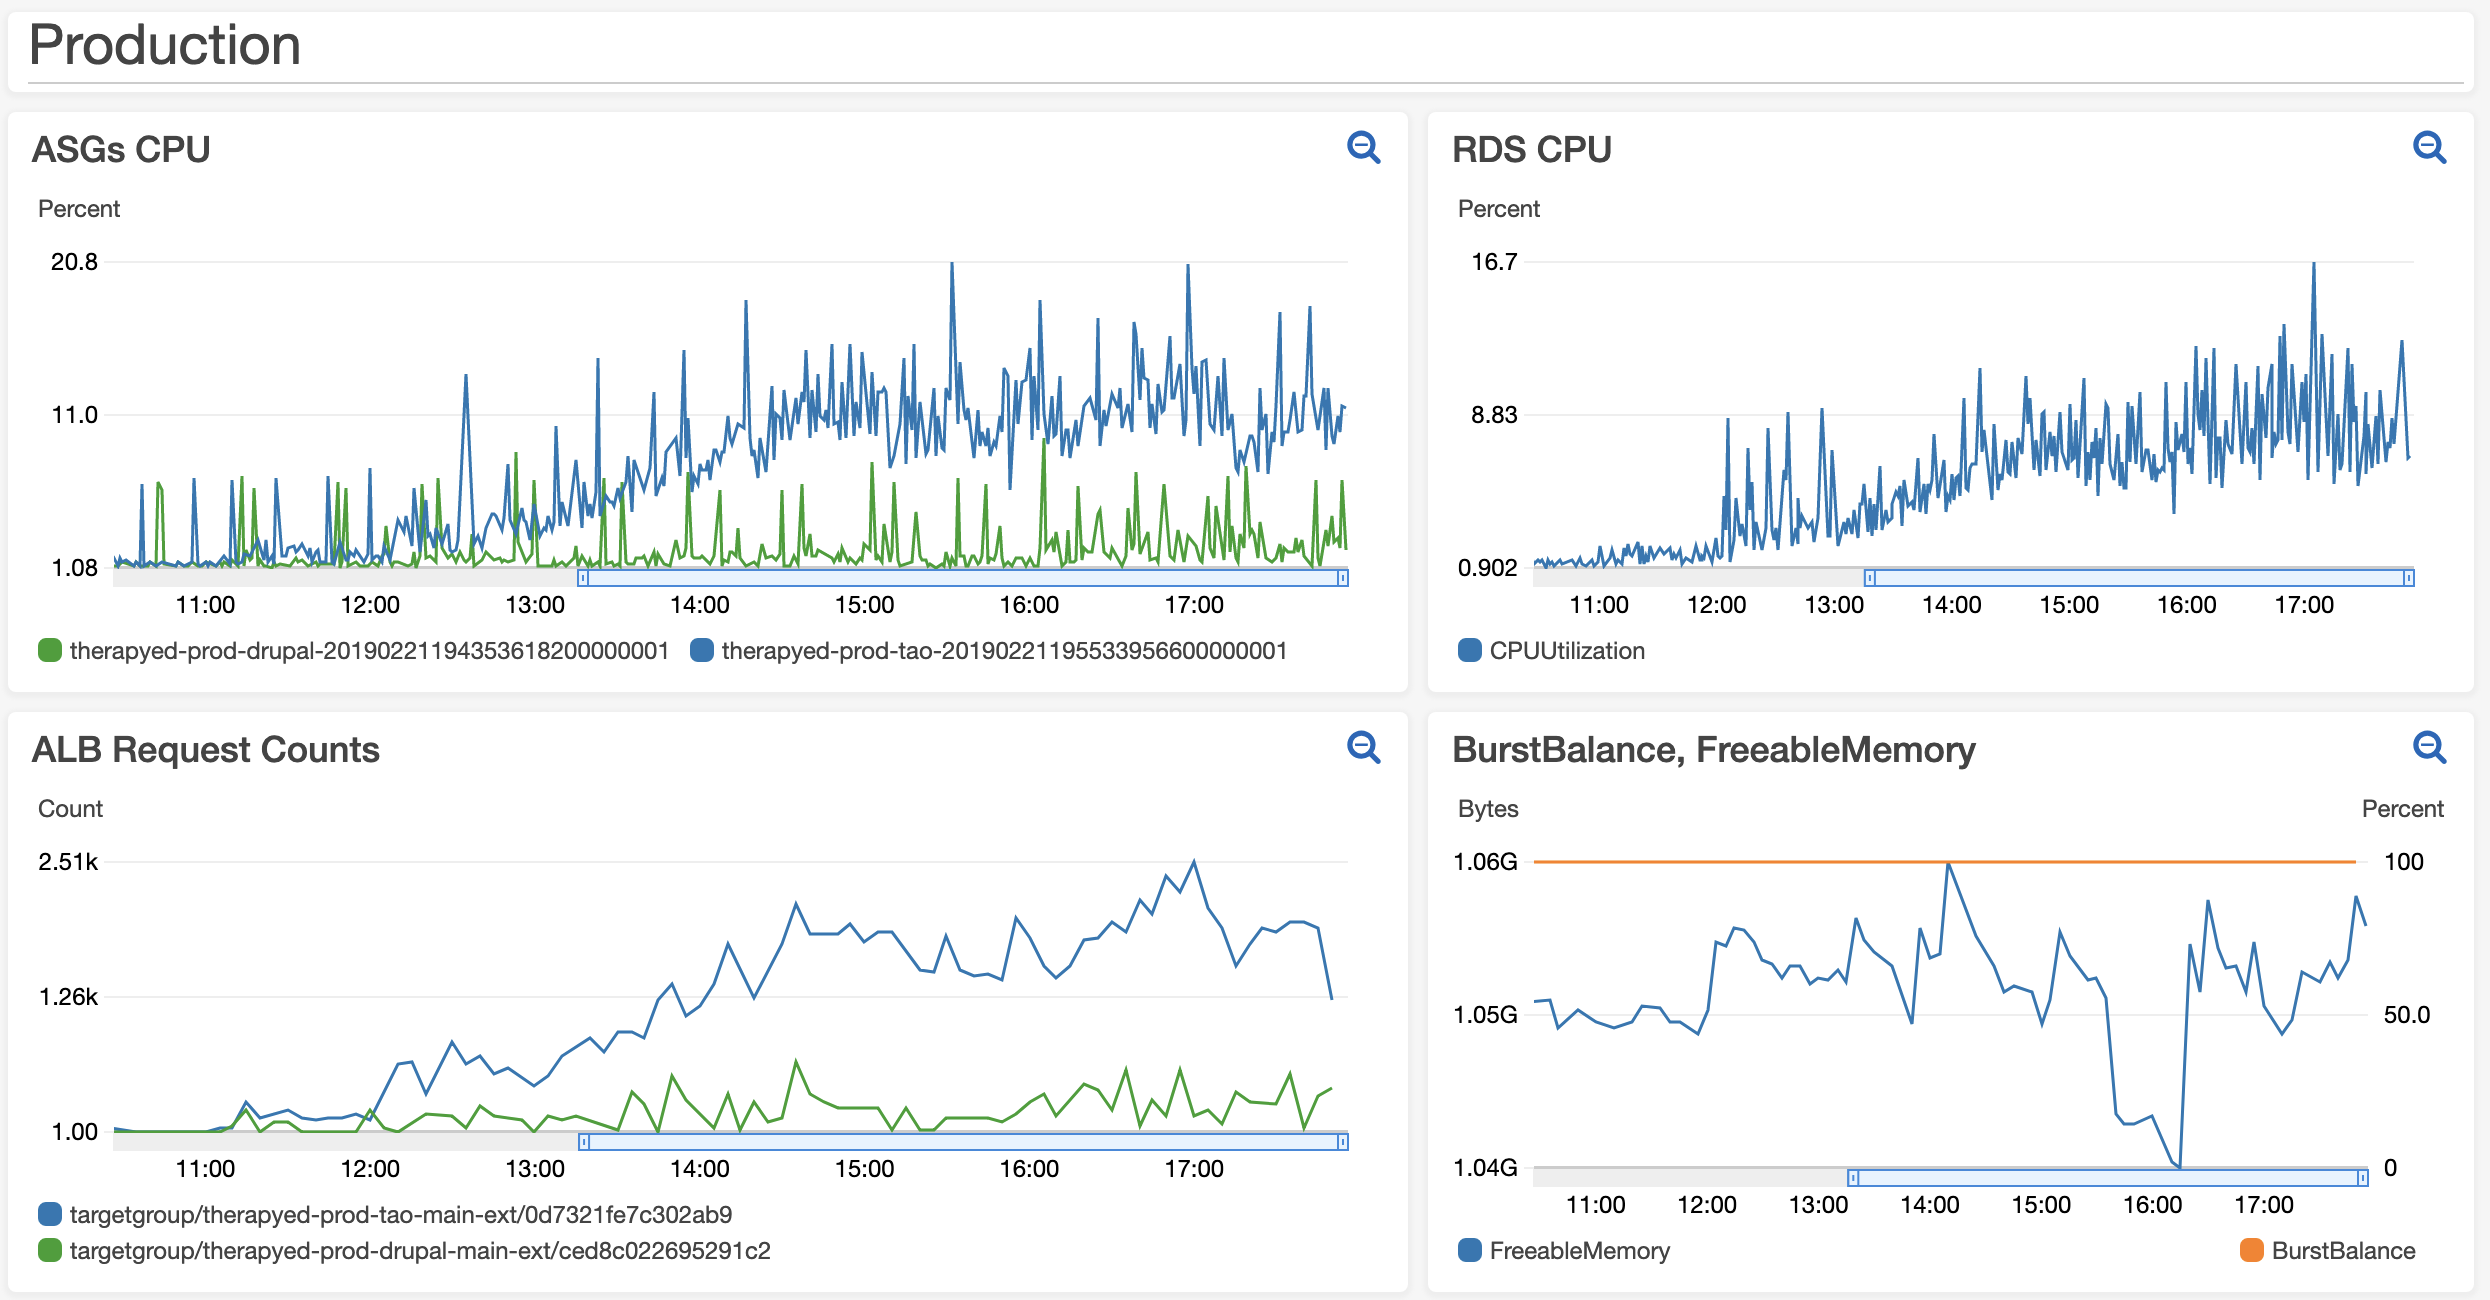 Production
ASGs CPU
Percent
20.8
11.0
1.08
11:00 12:00 13:00 14:00 15:00 16:00 17:00
therapyed-prod-drupal-20190221194353618200000001 therapyed-prod-tao-20190221195533956600000001
RDS CPU
Percent
16.7
8.83
0.902
11:00 12:00 13:00 14:00 15:00 16:00 17:00
CPUUtilization
ALB Request Counts
Count
2.51k
1.26k
1.00
11:00 12:00 13:00 14:00 15:00 16:00 17:00
targetgroup/therapyed-prod-tao-main-ext/0d7321fe7c302ab9
targetgroup/therapyed-prod-drupal-main-ext/ced8c022695291c2
BurstBalance, FreeableMemory
Bytes Percent
1.06G 100
1.05G 50.0
1.04G 0
11:00 12:00 13:00 14:00 15:00 16:00 17:00
FreeableMemory BurstBalance